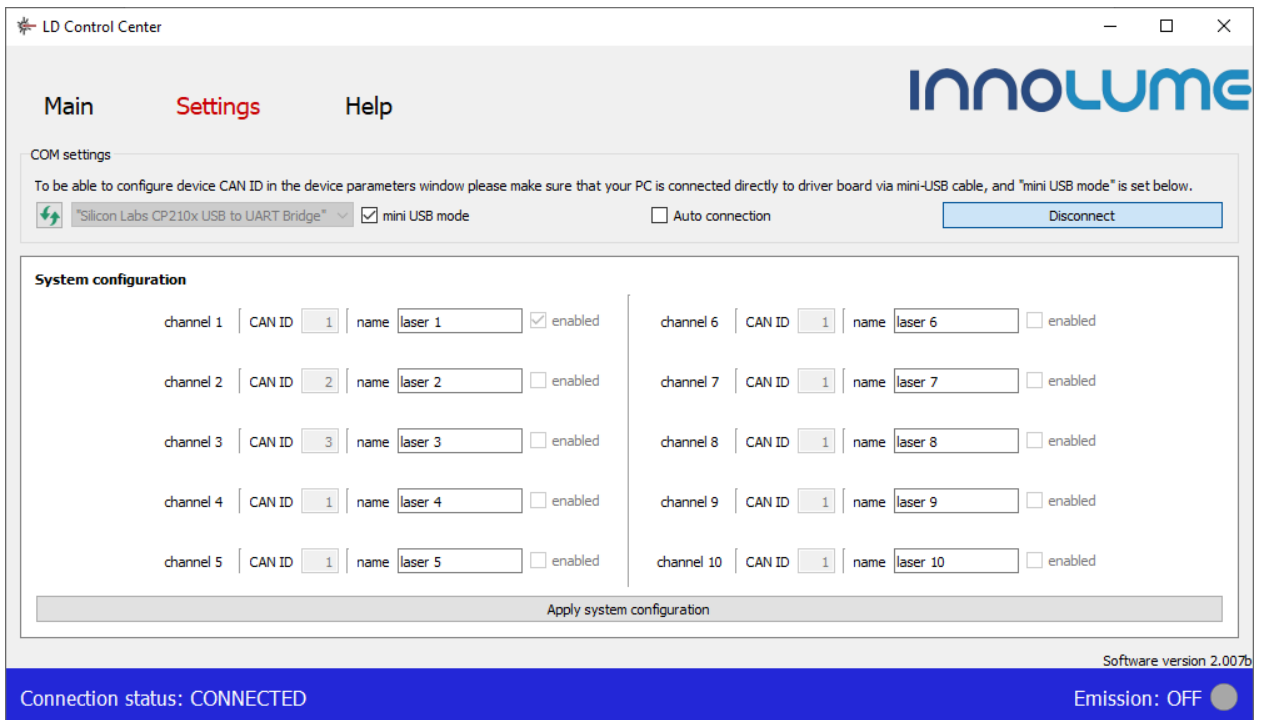 LD Control Center
INNOLUME
Main Settings Help
COM settings
To be able to configure device CAN ID in the device parameters window please make sure that your PC is connected directly to driver board via mini-USB cable, and "mini USB mode" is set below.
"Silicon Labs CP210x USB to UART Bridge" mini USB mode Auto connection Disconnect
System configuration
channel 1 CAN ID 1 name laser 1 enabled channel 6 CAN ID 1 name laser 6 enabled
channel 2 CAN ID 2 name laser 2 enabled channel 7 CAN ID 1 name laser 7 enabled
channel 3 CAN ID 3 name laser 3 enabled channel 8 CAN ID 1 name laser 8 enabled
channel 4 CAN ID 1 name laser 4 enabled channel 9 CAN ID 1 name laser 9 enabled
channel 5 CAN ID 1 name laser 5 enabled channel 10 CAN ID 1 name laser 10 enabled
Apply system configuration
Software version 2.007b
Connection status: CONNECTED Emission: OFF